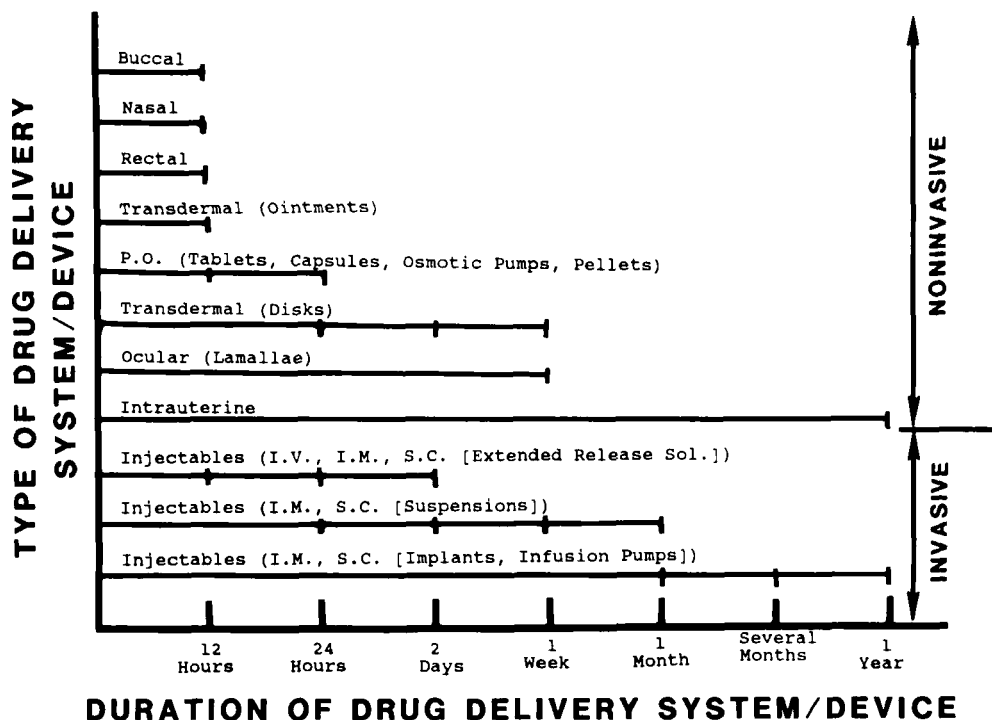 TYPE OF DRUG DELIVERY
SYSTEM/DEVICE
Buccal
Nasal
Rectal
Transdermal (Ointments)
P.O. (Tablets, Capsules, Osmotic Pumps, Pellets)
Transdermal (Disks)
Ocular (Lamallae)
Intrauterine
Injectables (I.V., I.M., S.C. [Extended Release Sol.])
Injectables (I.M., S.C. [Suspensions])
Injectables (I.M., S.C. [Implants, Infusion Pumps])
NONINVASIVE
INVASIVE
12
Hours
24
Hours
2
Days
1
Week
1
Month
Several
Months
1
Year
DURATION OF DRUG DELIVERY SYSTEM/DEVICE